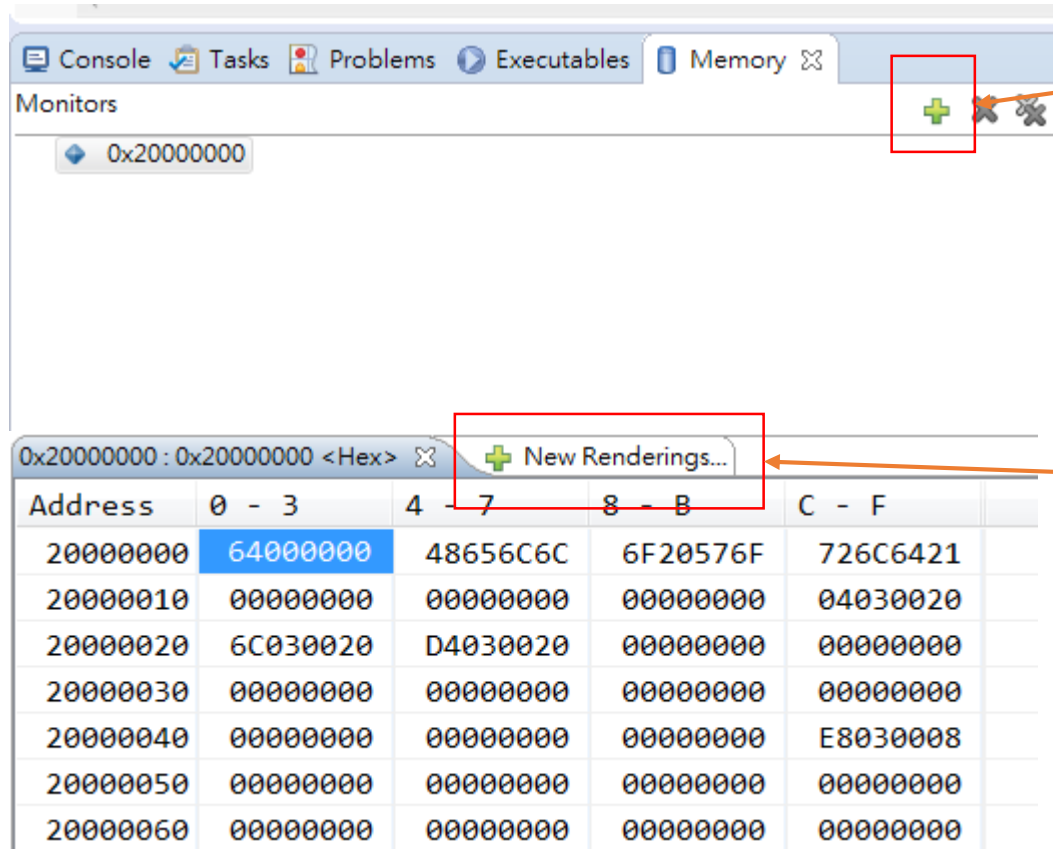 Console Tasks Problems Executables Memory
Monitors
0x20000000
0x20000000 : 0x20000000 <Hex> New Renderings...
Address 0 - 3 4 - 7 8 - B C - F
20000000 64000000 48656C6C 6F20576F 726C6421
20000010 00000000 00000000 00000000 04030020
20000020 6C030020 D4030020 00000000 00000000
20000030 00000000 00000000 00000000 00000000
20000040 00000000 00000000 00000000 E8030008
20000050 00000000 00000000 00000000 00000000
20000060 00000000 00000000 00000000 00000000